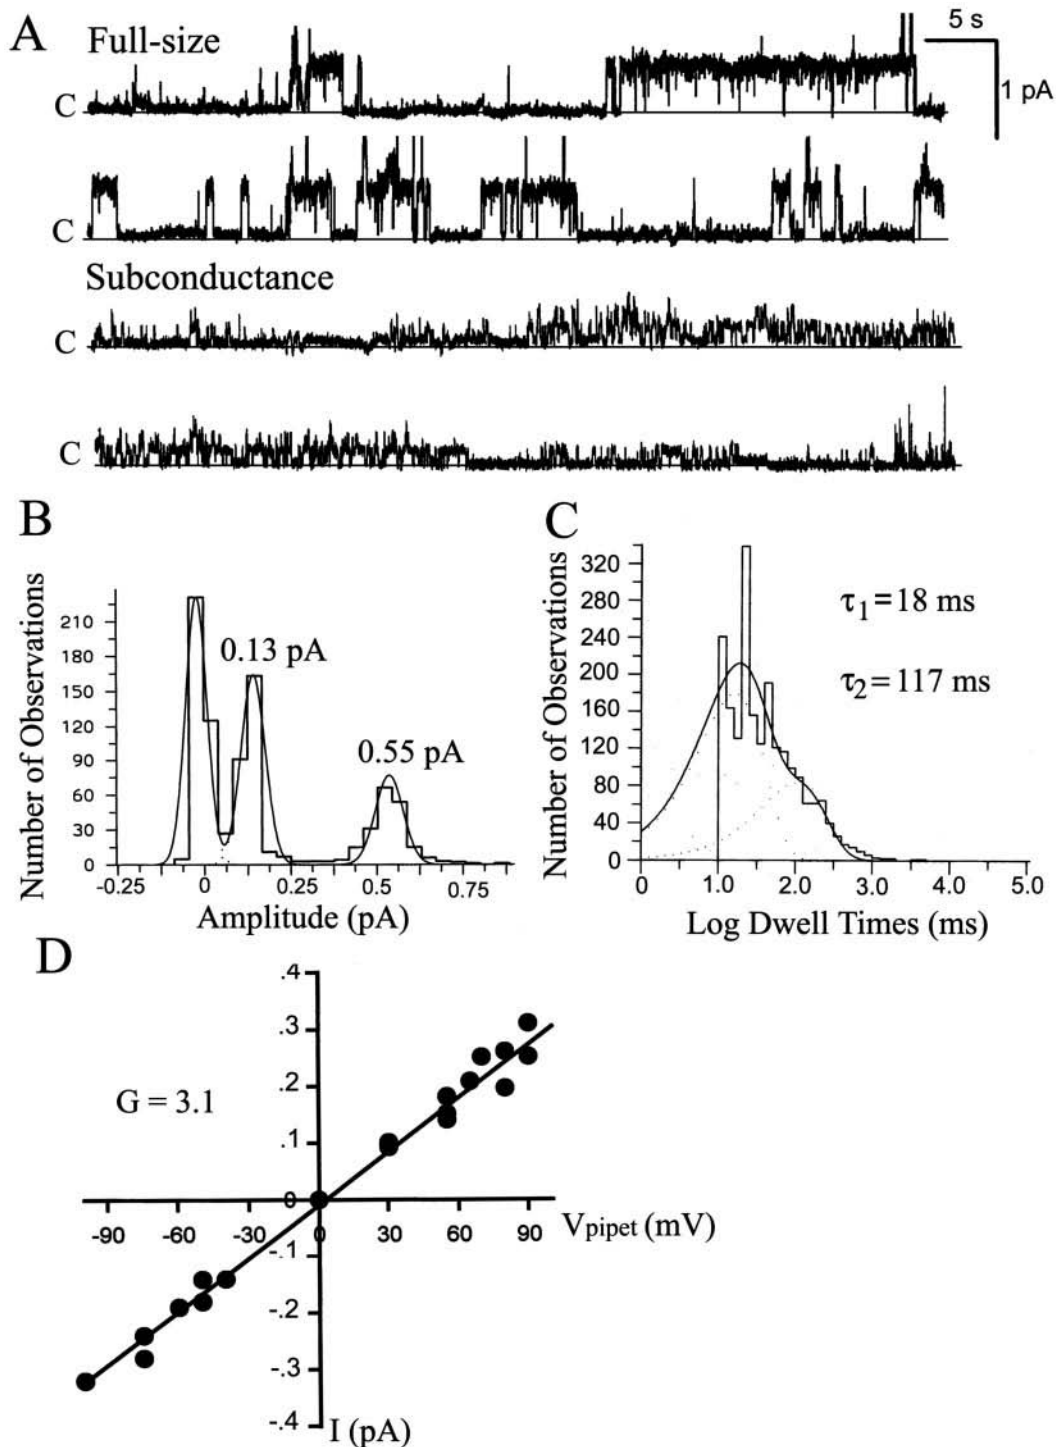 A
Full-size
5 s
1 pA
C
C
Subconductance
C
C
B
Number of Observations
210
180
150
120
90
60
30
0
0.13 pA
0.55 pA
-0.25
0
0.25
0.5
0.75
Amplitude (pA)
C
Number of Observations
320
280
240
200
160
120
80
40
0
τ1 = 18 ms
τ2 = 117 ms
0
1.0
2.0
3.0
4.0
5.0
Log Dwell Times (ms)
D
.4
.3
.2
.1
0
-.1
-.2
-.3
-.4
G = 3.1
-90
-60
-30
0
30
60
90
Vpipet (mV)
I (pA)